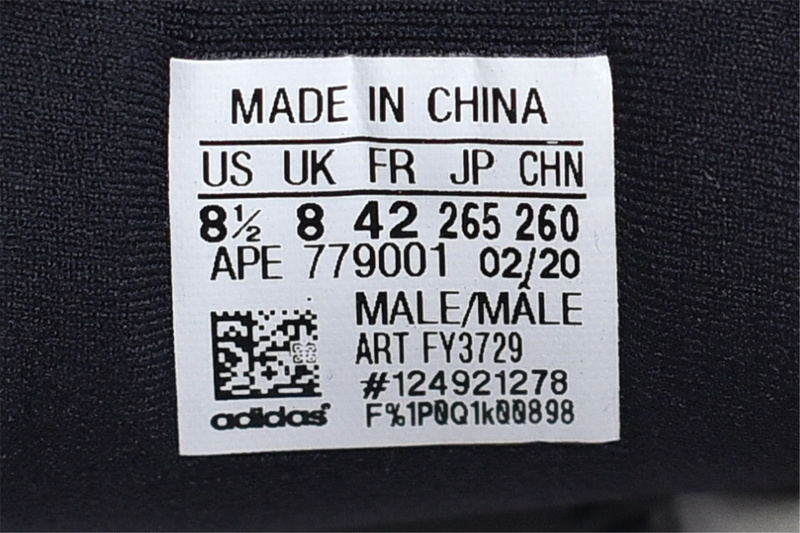 MADE IN CHINA
US UK FR JP CHN
8½ 8 42 265 260
APE 779001 02/20
MALE/MÂLE
ART FY3729
#124921278
F%1P0Q1k00898
adidas